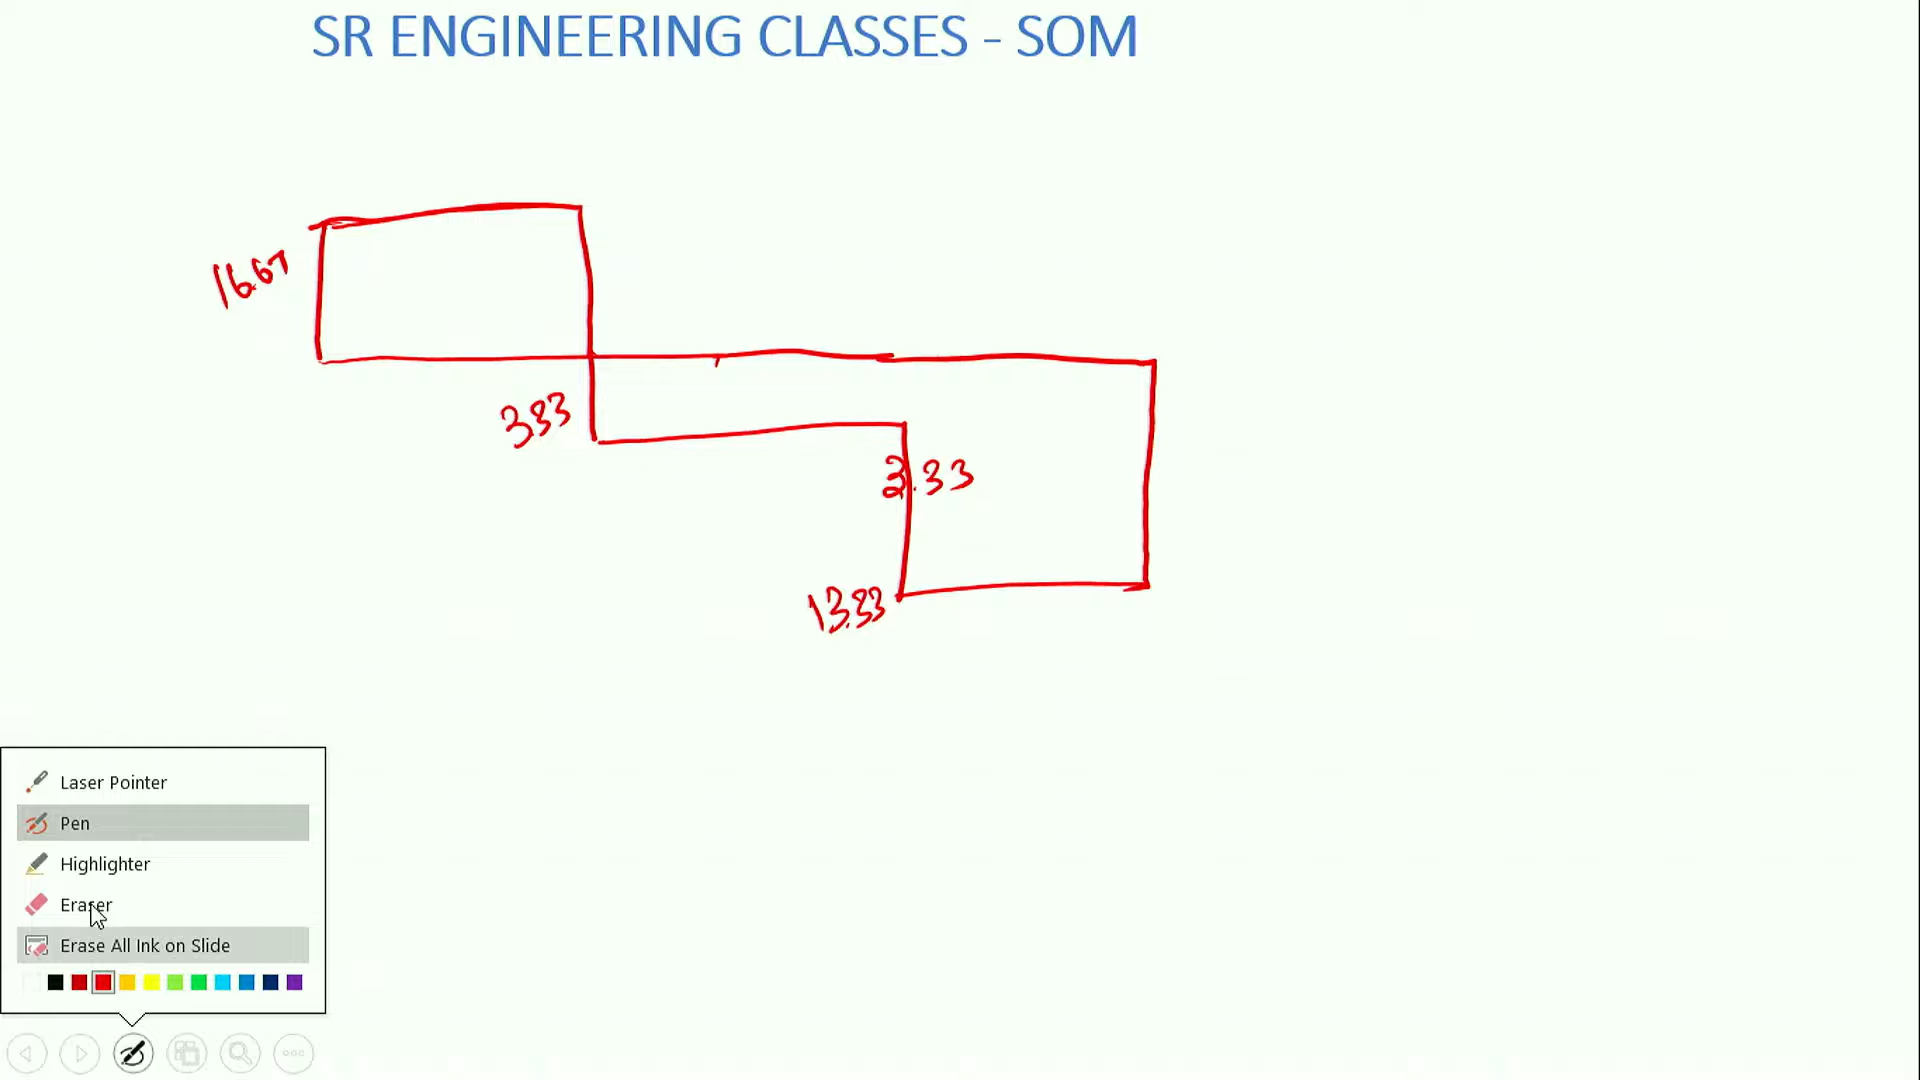 SR ENGINEERING CLASSES - SOM
16.67
3.33
3.33
13.33
Laser Pointer
Pen
Highlighter
Eraser
Erase All Ink on Slide